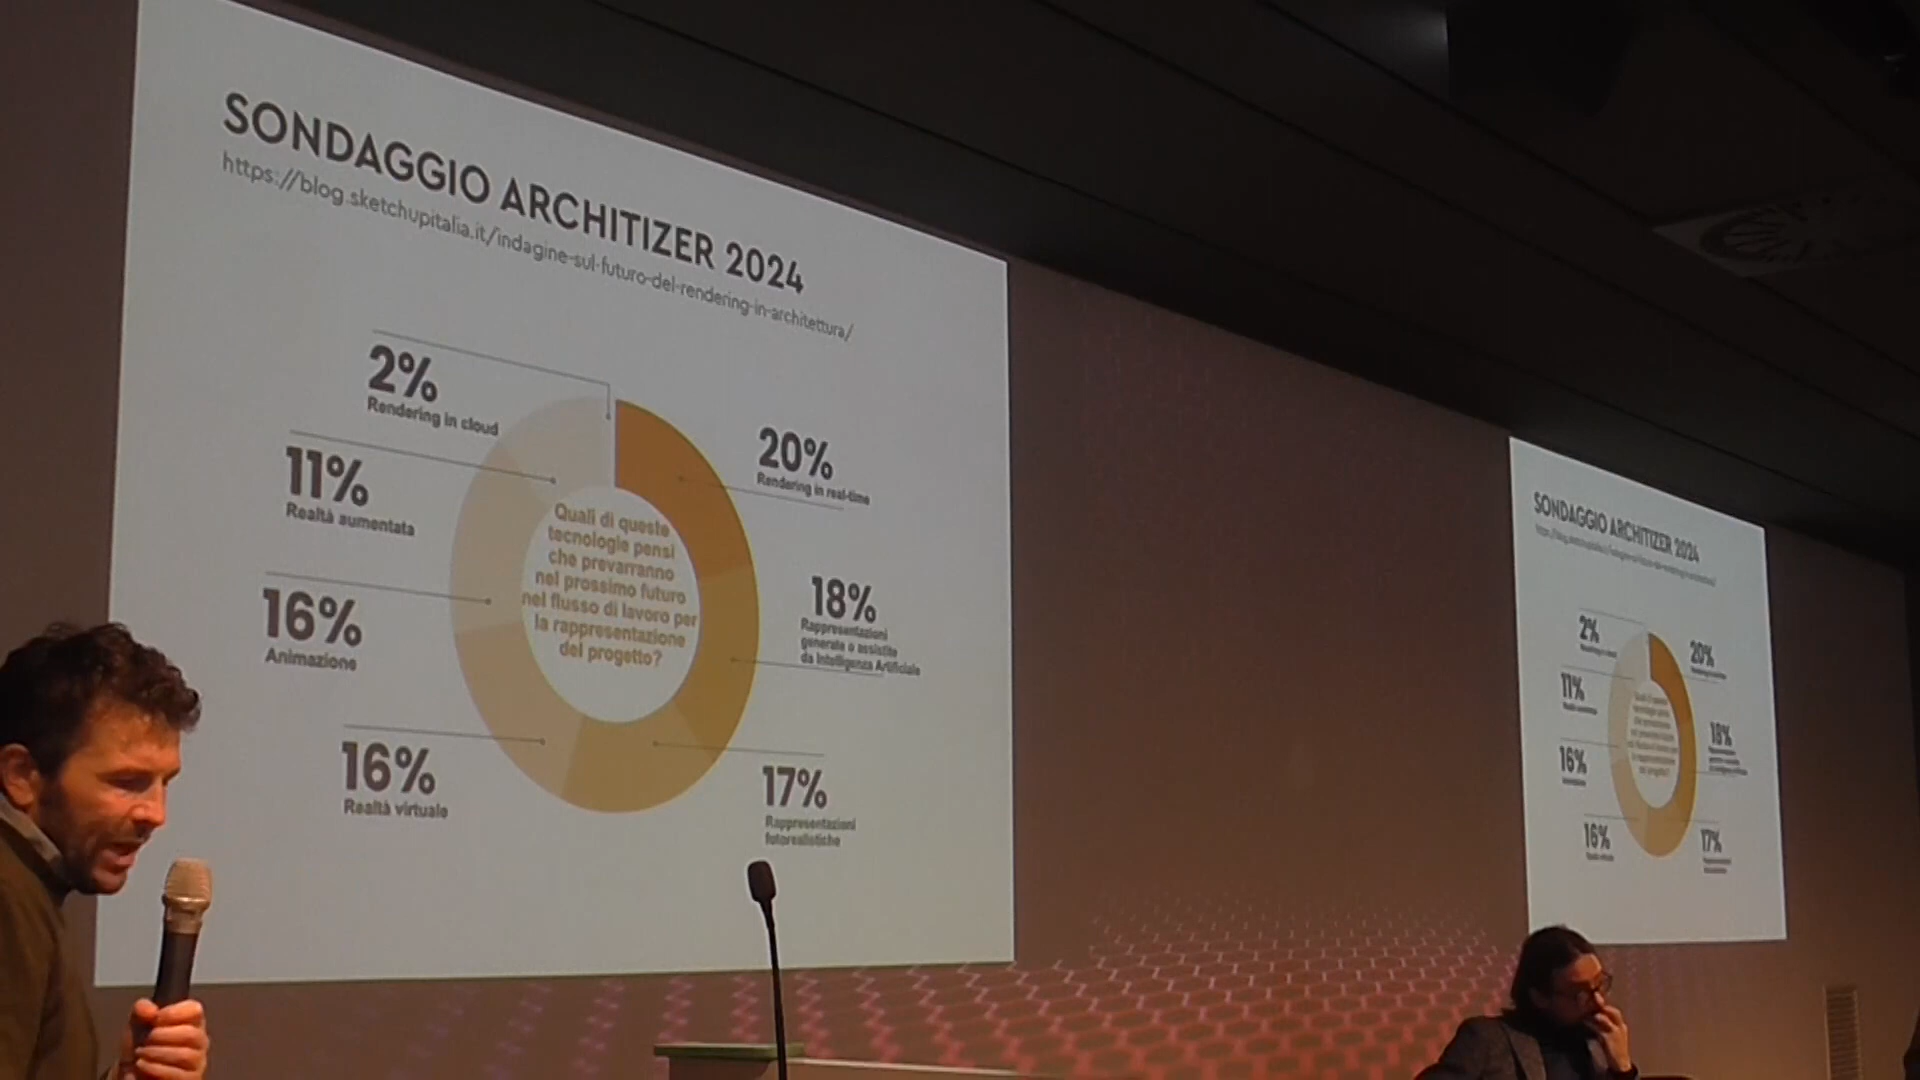 SONDAGGIO ARCHITIZER 2024
https://blog.sketchupitalia.it/indagine-sul-futuro-del-rendering-in-architettura/
2%
Rendering in cloud
20%
Rendering in real-time
11%
Realtà aumentata
Quali di queste
tecnologie pensi
che prevarranno
nel prossimo futuro
nel flusso di lavoro per
la rappresentazione
del progetto?
18%
Rappresentazioni
generate o assistite
da Intelligenza Artificiale
16%
Animazione
16%
Realtà virtuale
17%
Rappresentazioni
fotorealistiche
SONDAGGIO ARCHITIZER 2024
2%
20%
11%
18%
16%
16%
17%